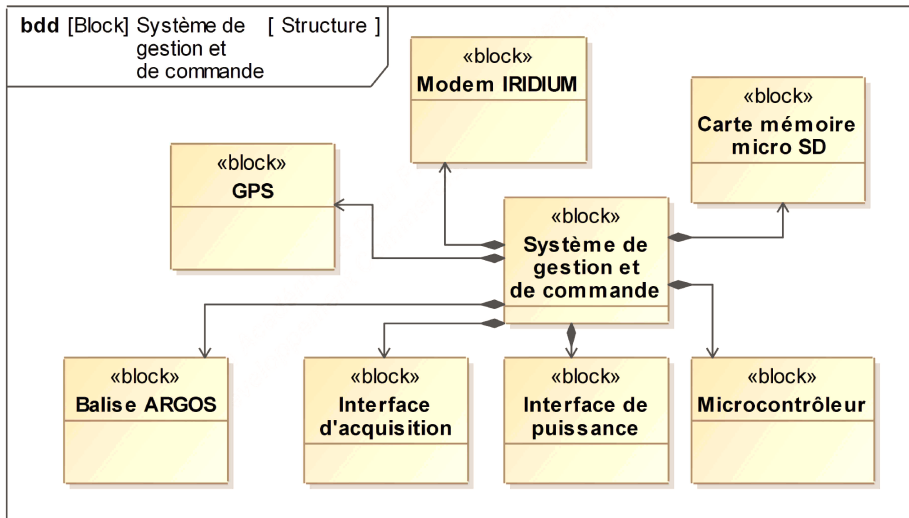 bdd [Block] Système de gestion et de commande [ Structure ]
«block»
Modem IRIDIUM
«block»
Carte mémoire
micro SD
«block»
GPS
«block»
Système de
gestion et
de commande
«block»
Balise ARGOS
«block»
Interface
d'acquisition
«block»
Interface de
puissance
«block»
Microcontrôleur